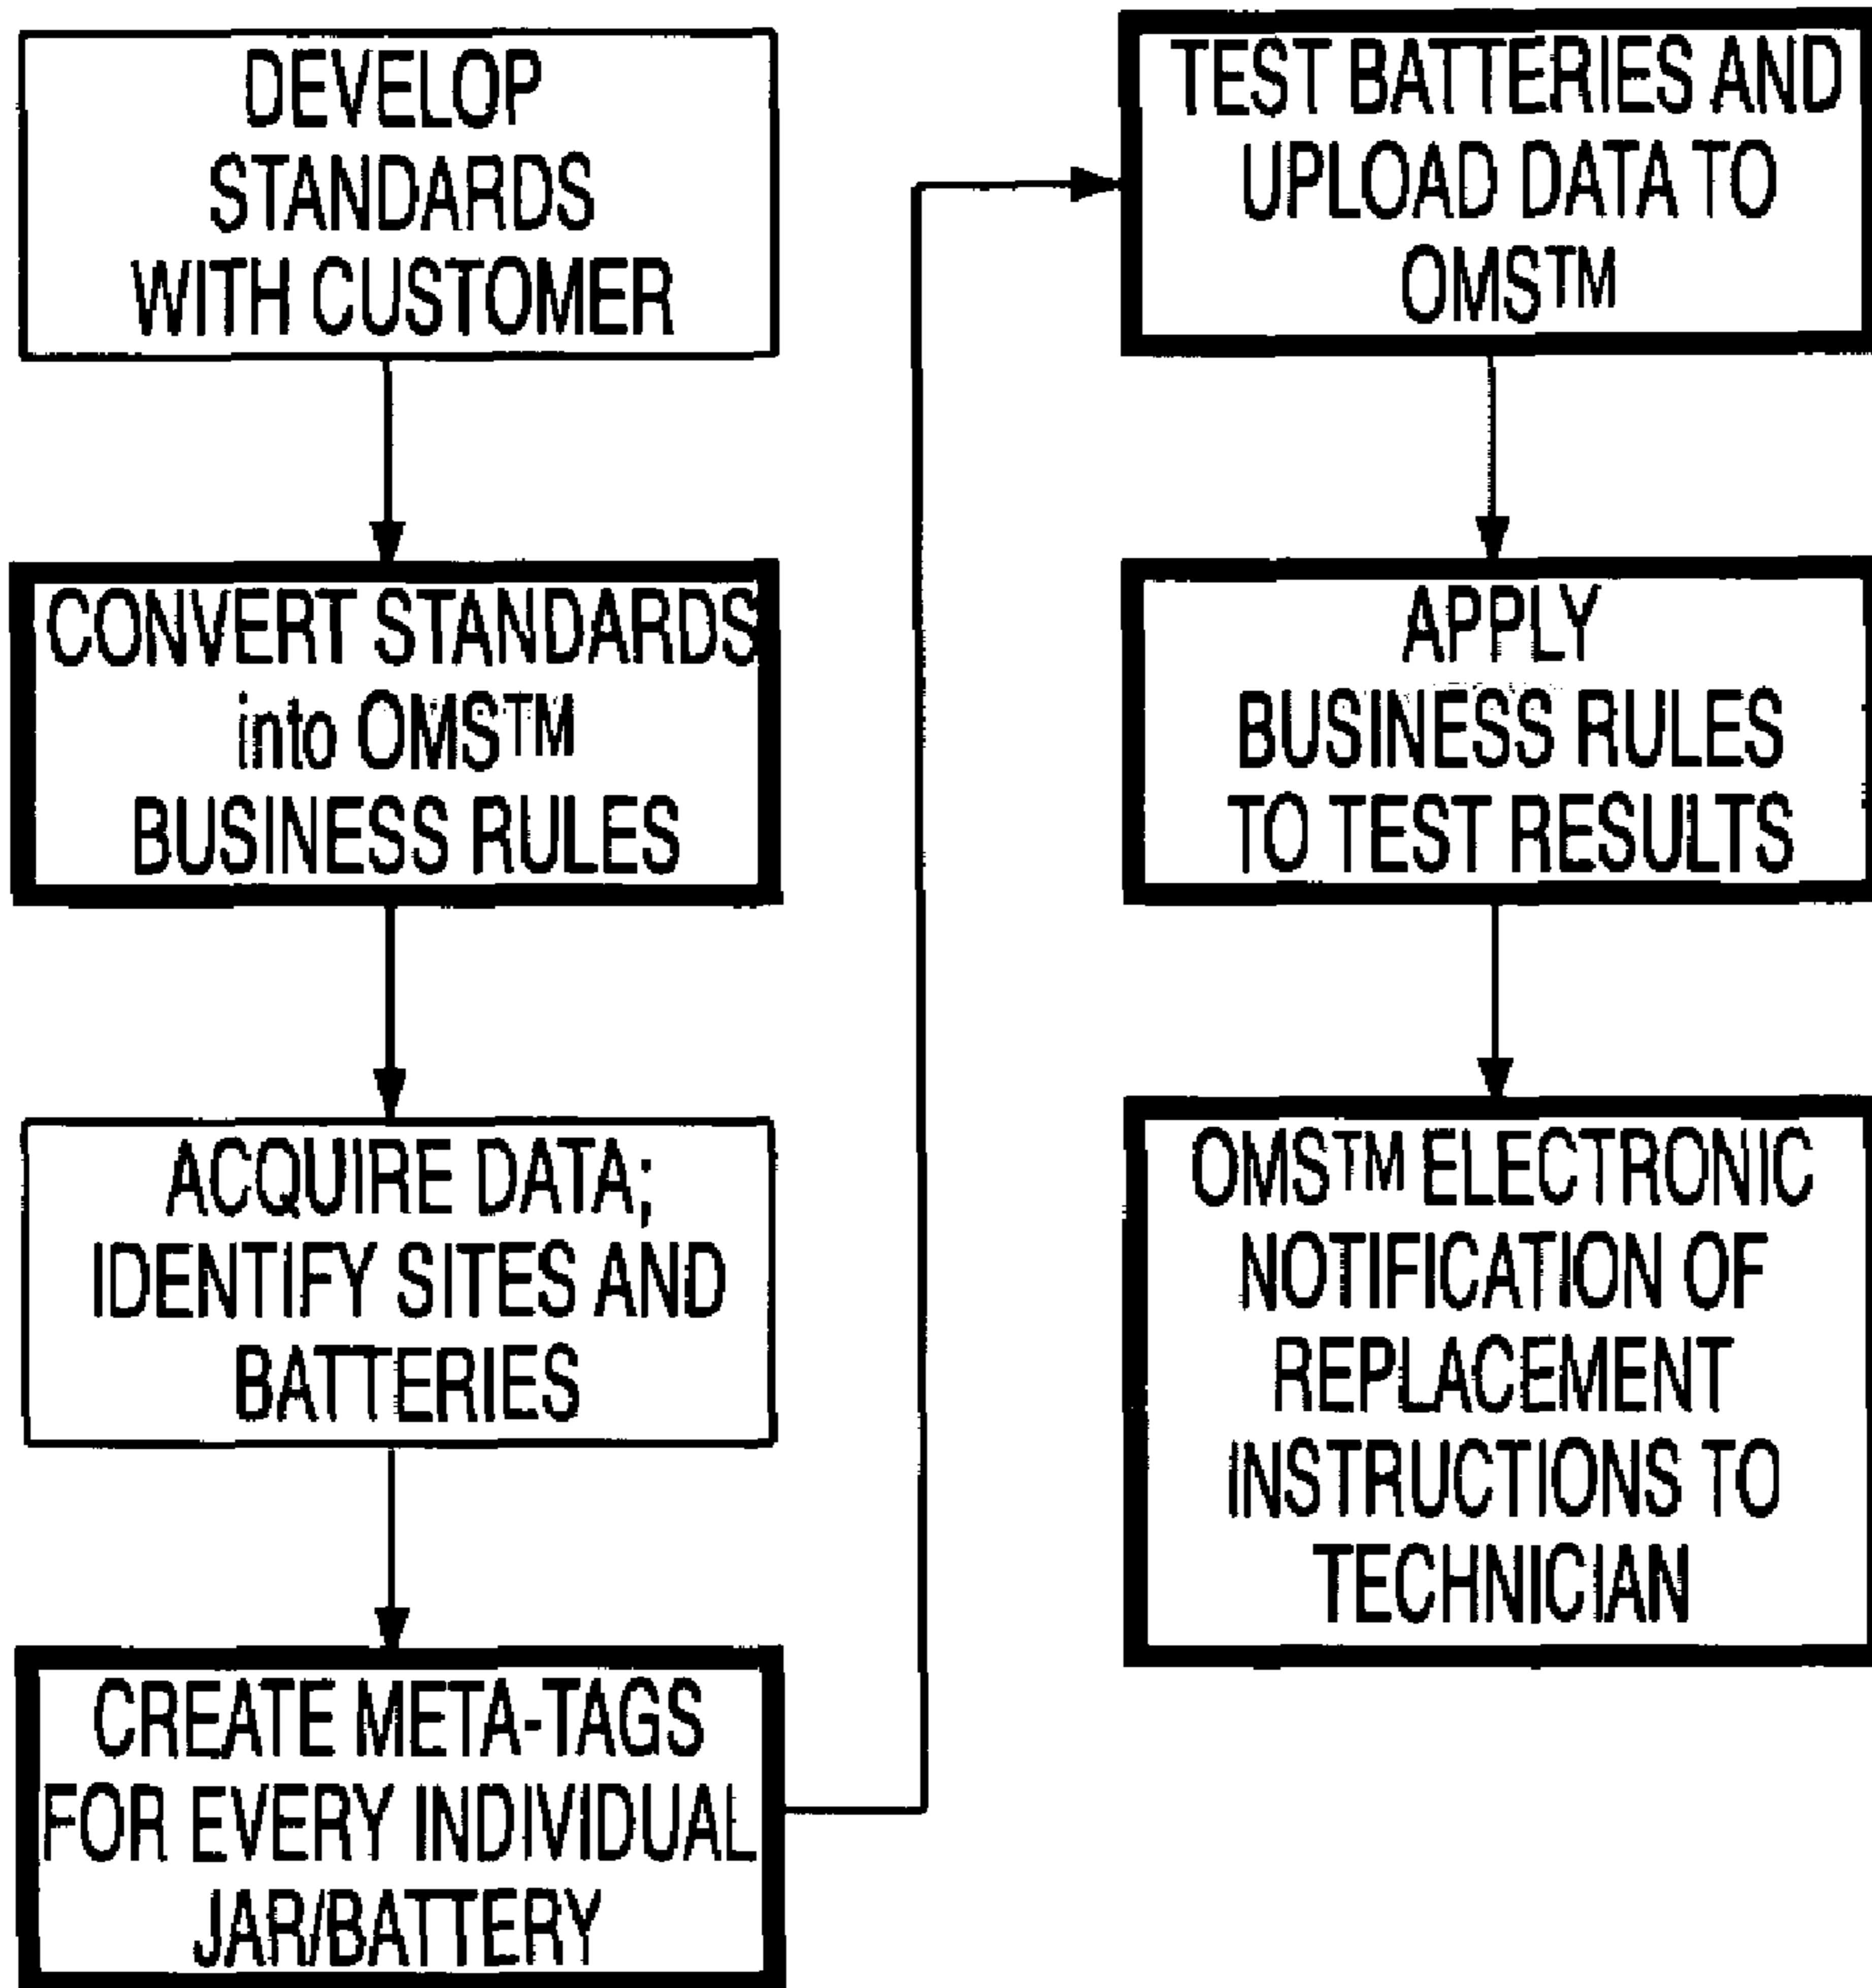 DEVELOP
STANDARDS
WITH CUSTOMER
CONVERT STANDARDS
into OMS™
BUSINESS RULES
ACQUIRE DATA;
IDENTIFY SITES AND
BATTERIES
CREATE META-TAGS
FOR EVERY INDIVIDUAL
JAR/BATTERY
TEST BATTERIES AND
UPLOAD DATA TO
OMS™
APPLY
BUSINESS RULES
TO TEST RESULTS
OMS™ ELECTRONIC
NOTIFICATION OF
REPLACEMENT
INSTRUCTIONS TO
TECHNICIAN